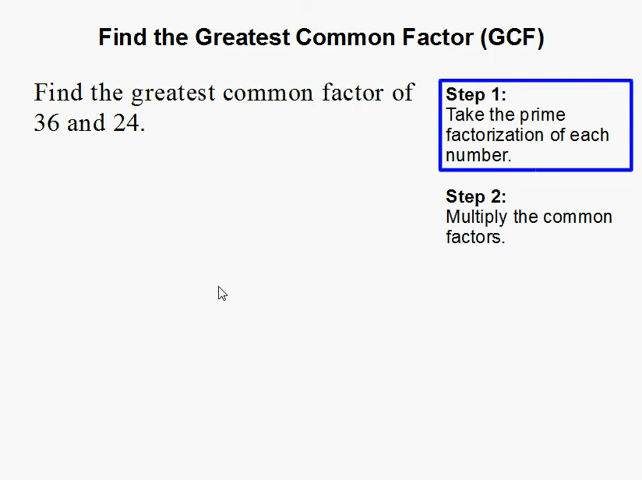 Find the Greatest Common Factor (GCF)
Find the greatest common factor of
36 and 24.
Step 1:
Take the prime
factorization of each
number.
Step 2:
Multiply the common
factors.